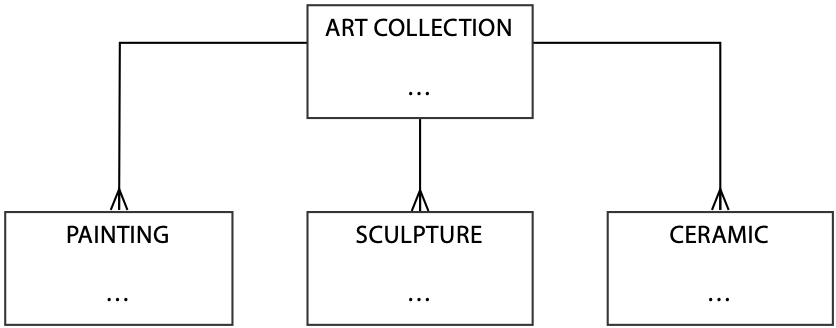 ART COLLECTION
...
PAINTING
...
SCULPTURE
...
CERAMIC
...